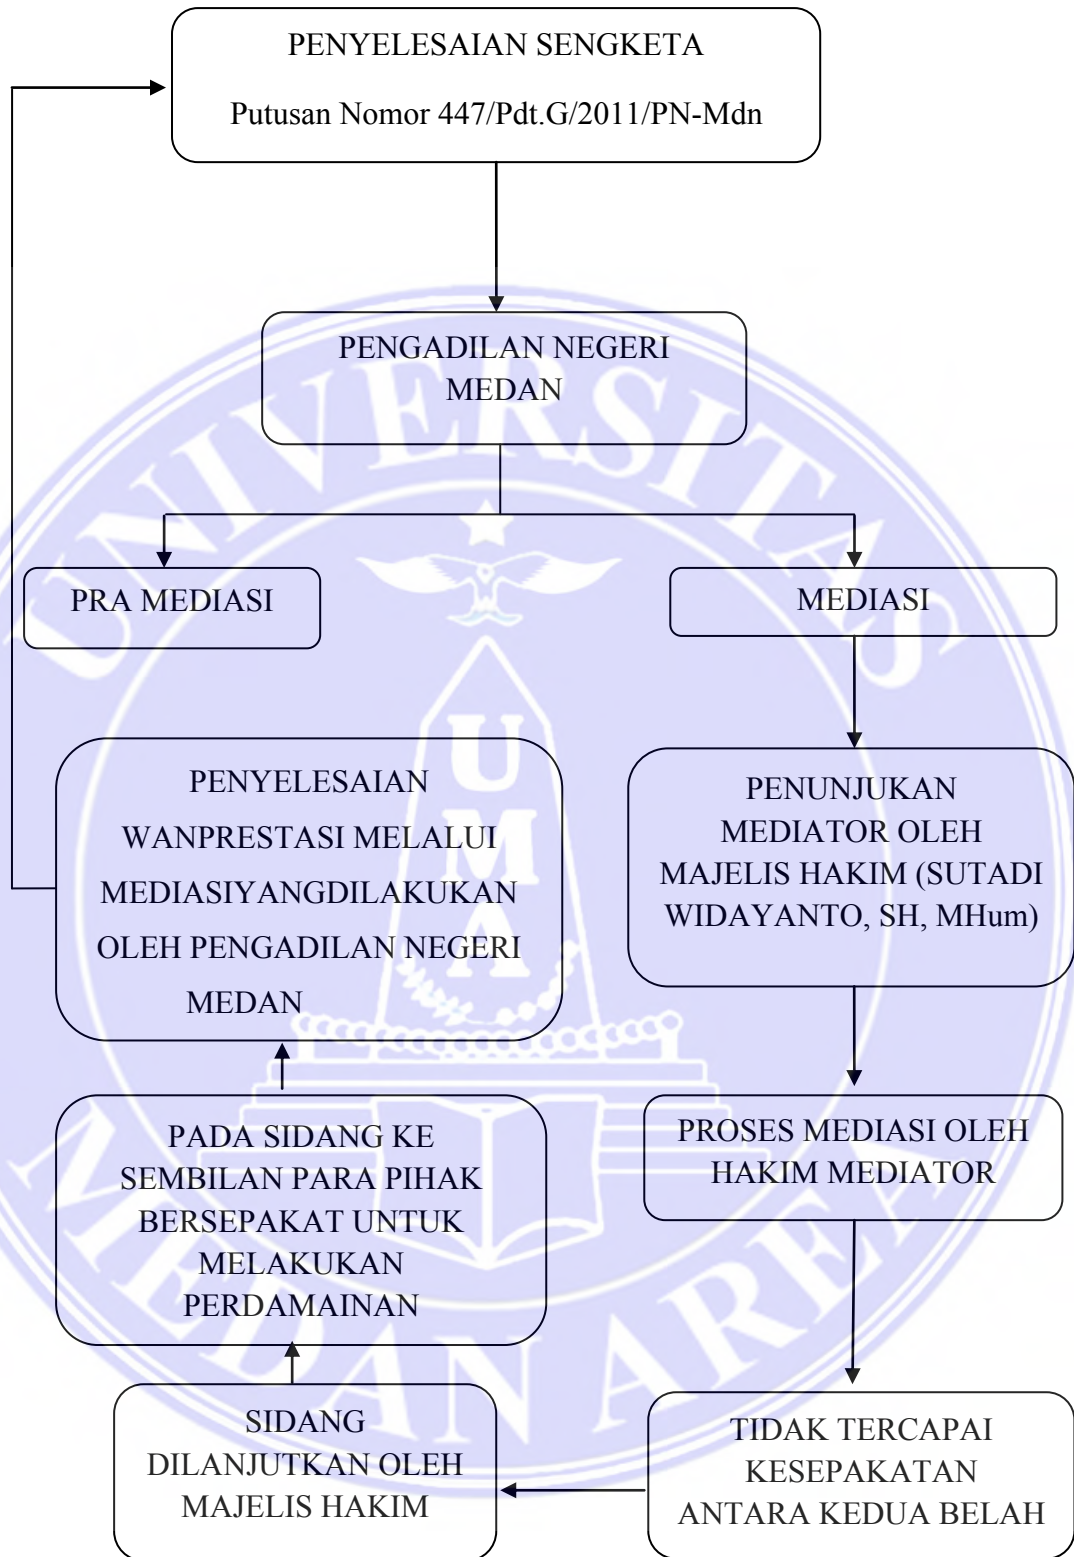 PENYELESAIAN SENGKETA
Putusan Nomor 447/Pdt.G/2011/PN-Mdn
PENGADILAN NEGERI
MEDAN
PRA MEDIASI
MEDIASI
PENUNJUKAN
MEDIATOR OLEH
MAJELIS HAKIM (SUTADI
WIDAYANTO, SH, MHum)
PROSES MEDIASI OLEH
HAKIM MEDIATOR
TIDAK TERCAPAI
KESEPAKATAN
ANTARA KEDUA BELAH
SIDANG
DILANJUTKAN OLEH
MAJELIS HAKIM
PADA SIDANG KE
SEMBILAN PARA PIHAK
BERSEPAKAT UNTUK
MELAKUKAN
PERDAMAINAN
PENYELESAIAN
WANPRESTASI MELALUI
MEDIASIYANGDILAKUKAN
OLEH PENGADILAN NEGERI
MEDAN
UNIVERSITAS
MEDAN AREA
U
M
A